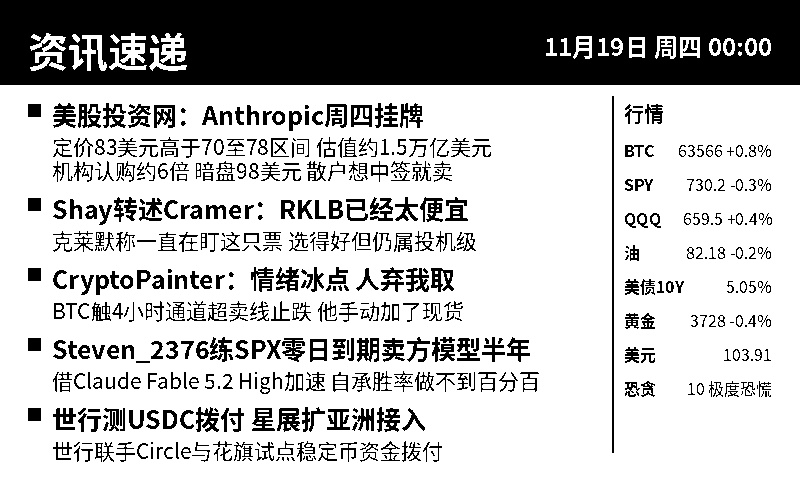 资讯速递
11月19日 周四 00:00
美股投资网：Anthropic周四挂牌
定价83美元高于70至78区间 估值约1.5万亿美元
机构认购约6倍 暗盘98美元 散户想中签就卖
Shay转述Cramer：RKLB已经太便宜
克莱默称一直在盯这只票 选得好但仍属投机级
CryptoPainter：情绪冰点 人弃我取
BTC触4小时通道超卖线止跌 他手动加了现货
Steven_2376练SPX零日到期卖方模型半年
借Claude Fable 5.2 High加速 自承胜率做不到百分百
世行测USDC拨付 星展扩亚洲接入
世行联手Circle与花旗试点稳定币资金拨付
行情
BTC 63566 +0.8%
SPY 730.2 -0.3%
QQQ 659.5 +0.4%
油 82.18 -0.2%
美债10Y 5.05%
黄金 3728 -0.4%
美元 103.91
恐贪 10 极度恐慌